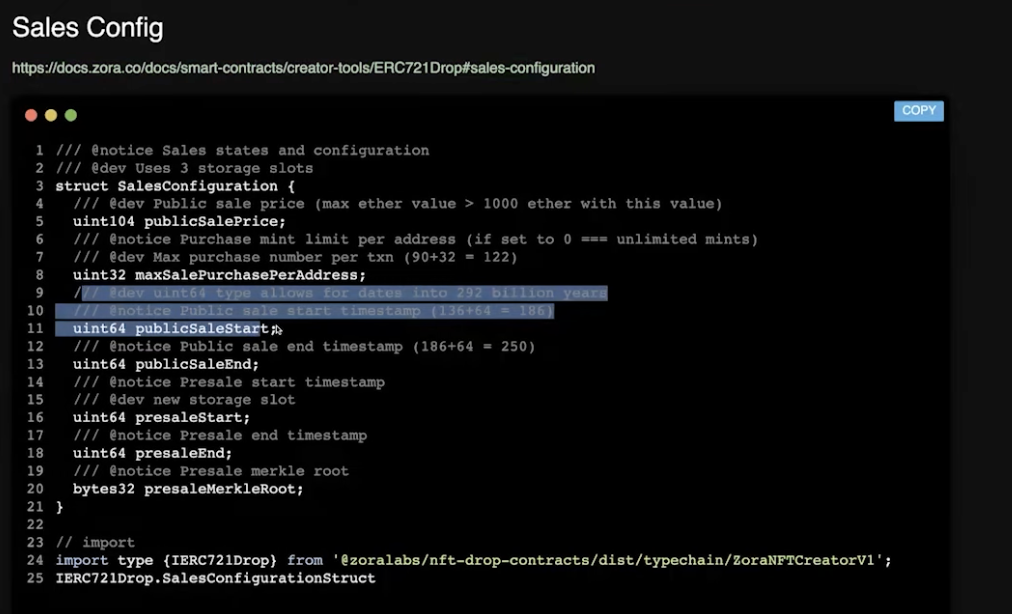 Sales Config
https://docs.zora.co/docs/smart-contracts/creator-tools/ERC721Drop#sales-configuration
COPY
1 /// @notice Sales states and configuration
2 /// @dev Uses 3 storage slots
3 struct SalesConfiguration {
4 /// @dev Public sale price (max ether value > 1000 ether with this value)
5 uint104 publicSalePrice;
6 /// @notice Purchase mint limit per address (if set to 0 === unlimited mints)
7 /// @dev Max purchase number per txn (90+32 = 122)
8 uint32 maxSalePurchasePerAddress;
9 /// @dev uint64 type allows for dates into 292 billion years
10 /// @notice Public sale start timestamp (136+64 = 186)
11 uint64 publicSaleStart;
12 /// @notice Public sale end timestamp (186+64 = 250)
13 uint64 publicSaleEnd;
14 /// @notice Presale start timestamp
15 /// @dev new storage slot
16 uint64 presaleStart;
17 /// @notice Presale end timestamp
18 uint64 presaleEnd;
19 /// @notice Presale merkle root
20 bytes32 presaleMerkleRoot;
21 }
22
23 // import
24 import type {IERC721Drop} from '@zoralabs/nft-drop-contracts/dist/typechain/ZoraNFTCreatorV1';
25 IERC721Drop.SalesConfigurationStruct